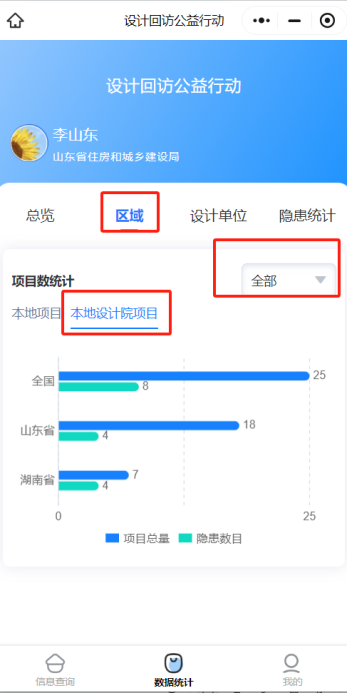 设计回访公益行动
设计回访公益行动
李山东
山东省住房和城乡建设局
总览 区域 设计单位 隐患统计
项目数统计 全部
本地项目 本地设计院项目
全国 25
8
山东省 18
4
湖南省 7
4
0 25
项目总量 隐患数目
信息查询 数据统计 我的